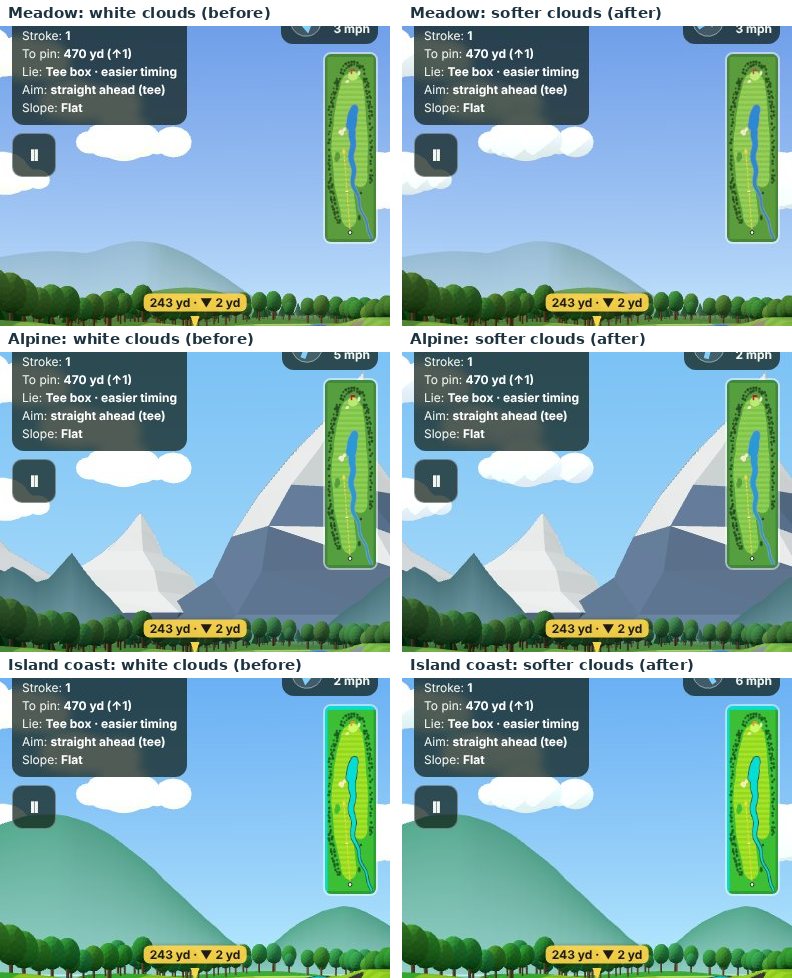 Meadow: white clouds (before)
Stroke: 1
To pin: 470 yd (↑1)
Lie: Tee box · easier timing
Aim: straight ahead (tee)
Slope: Flat
3 mph
243 yd · ▼ 2 yd
Meadow: softer clouds (after)
Stroke: 1
To pin: 470 yd (↑1)
Lie: Tee box · easier timing
Aim: straight ahead (tee)
Slope: Flat
3 mph
243 yd · ▼ 2 yd
Alpine: white clouds (before)
Stroke: 1
To pin: 470 yd (↑1)
Lie: Tee box · easier timing
Aim: straight ahead (tee)
Slope: Flat
5 mph
243 yd · ▼ 2 yd
Alpine: softer clouds (after)
Stroke: 1
To pin: 470 yd (↑1)
Lie: Tee box · easier timing
Aim: straight ahead (tee)
Slope: Flat
2 mph
243 yd · ▼ 2 yd
Island coast: white clouds (before)
Stroke: 1
To pin: 470 yd (↑1)
Lie: Tee box · easier timing
Aim: straight ahead (tee)
Slope: Flat
2 mph
243 yd · ▼ 2 yd
Island coast: softer clouds (after)
Stroke: 1
To pin: 470 yd (↑1)
Lie: Tee box · easier timing
Aim: straight ahead (tee)
Slope: Flat
6 mph
243 yd · ▼ 2 yd